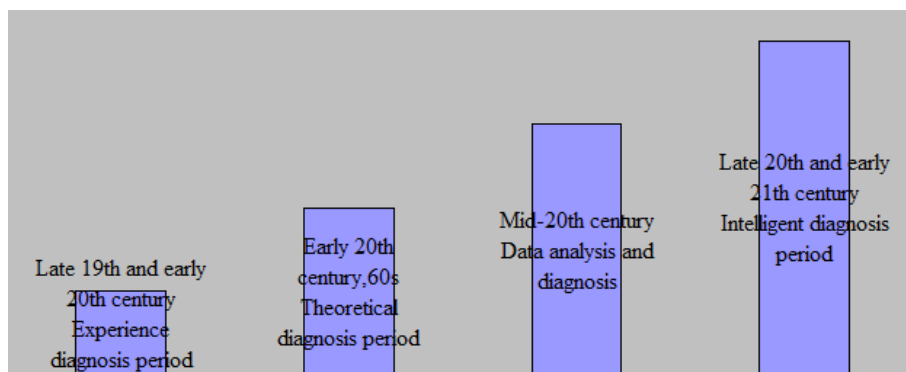 Late 19th and early
20th century
Experience
diagnosis period
Early 20th
century,60s
Theoretical
diagnosis period
Mid-20th century
Data analysis and
diagnosis
Late 20th and early
21th century
Intelligent diagnosis
period